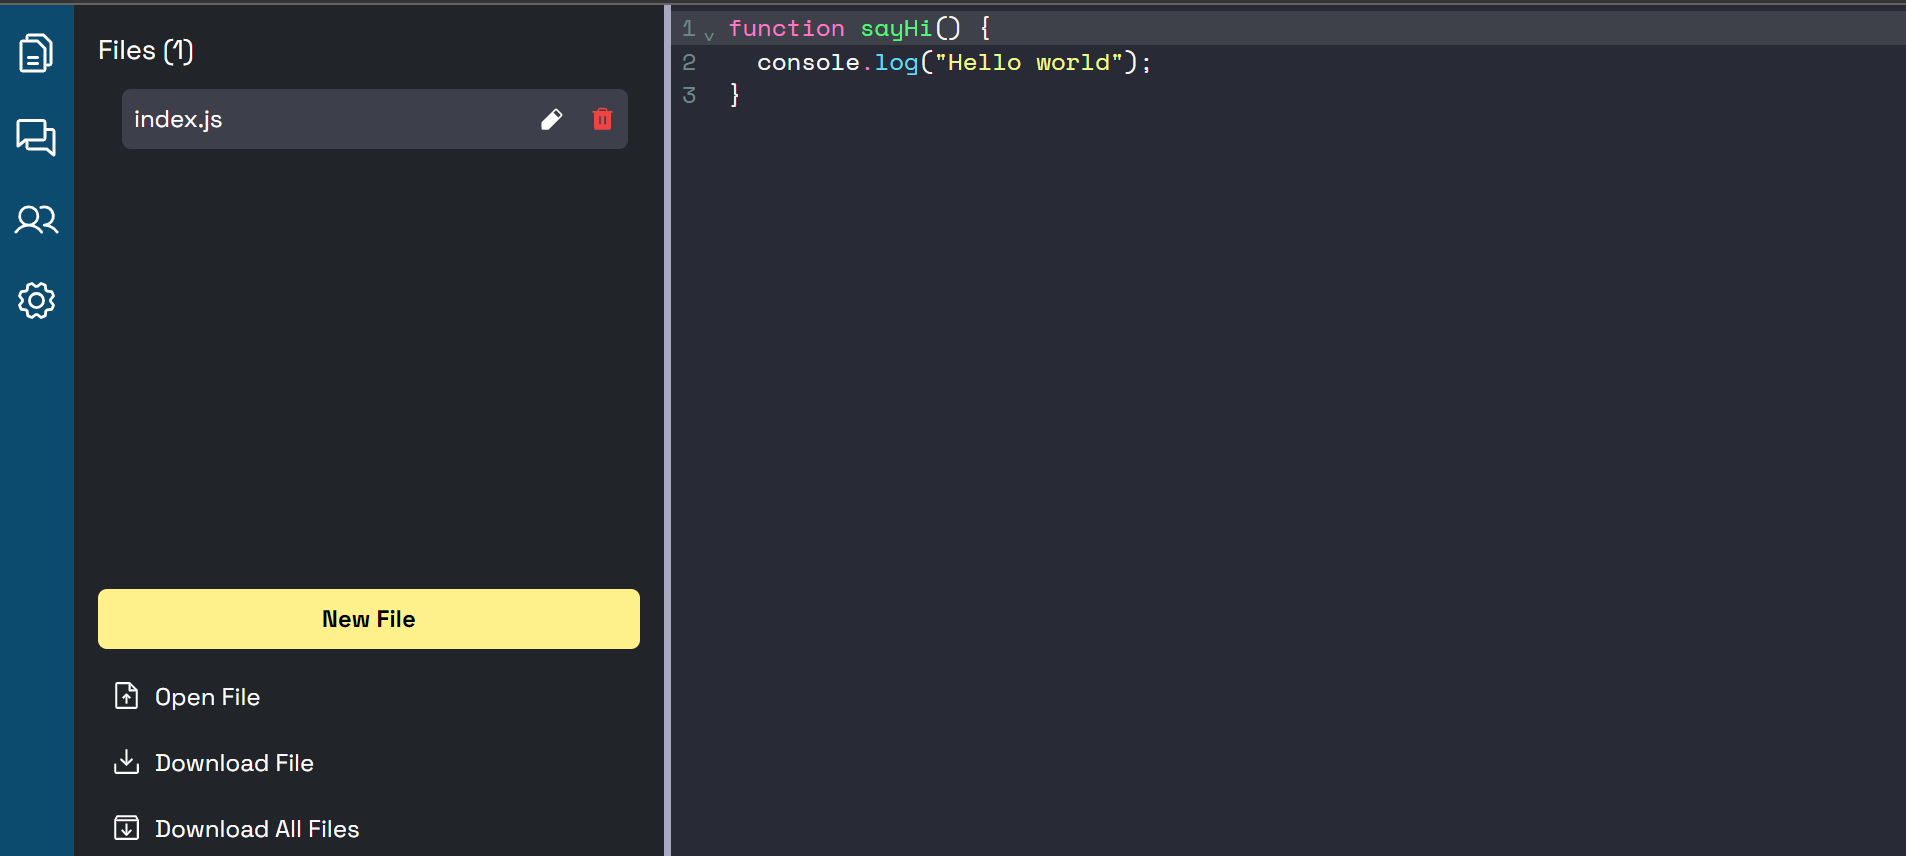 Files (1)
index.js
New File
Open File
Download File
Download All Files
1 function sayHi() {
2   console.log("Hello world");
3 }